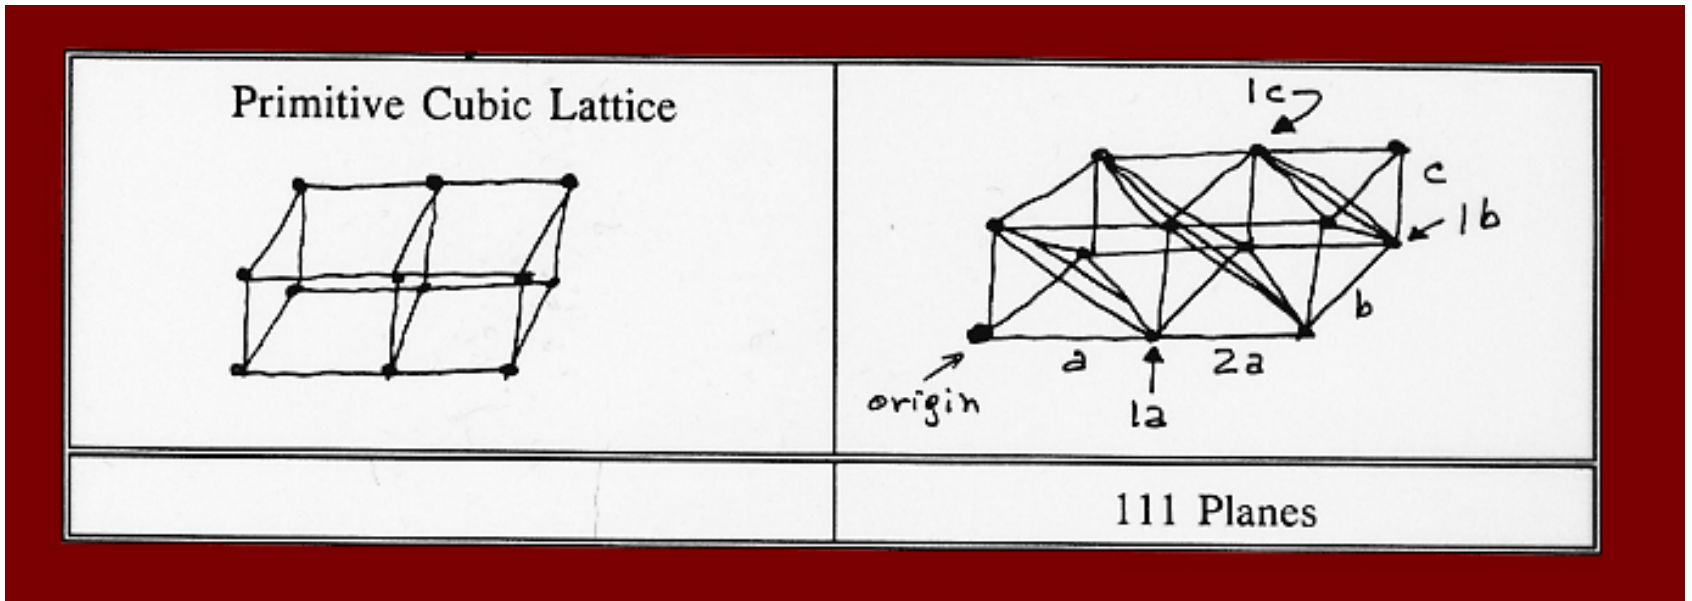 Primitive Cubic Lattice
1c
c
1b
b
a
2a
origin
1a
111 Planes